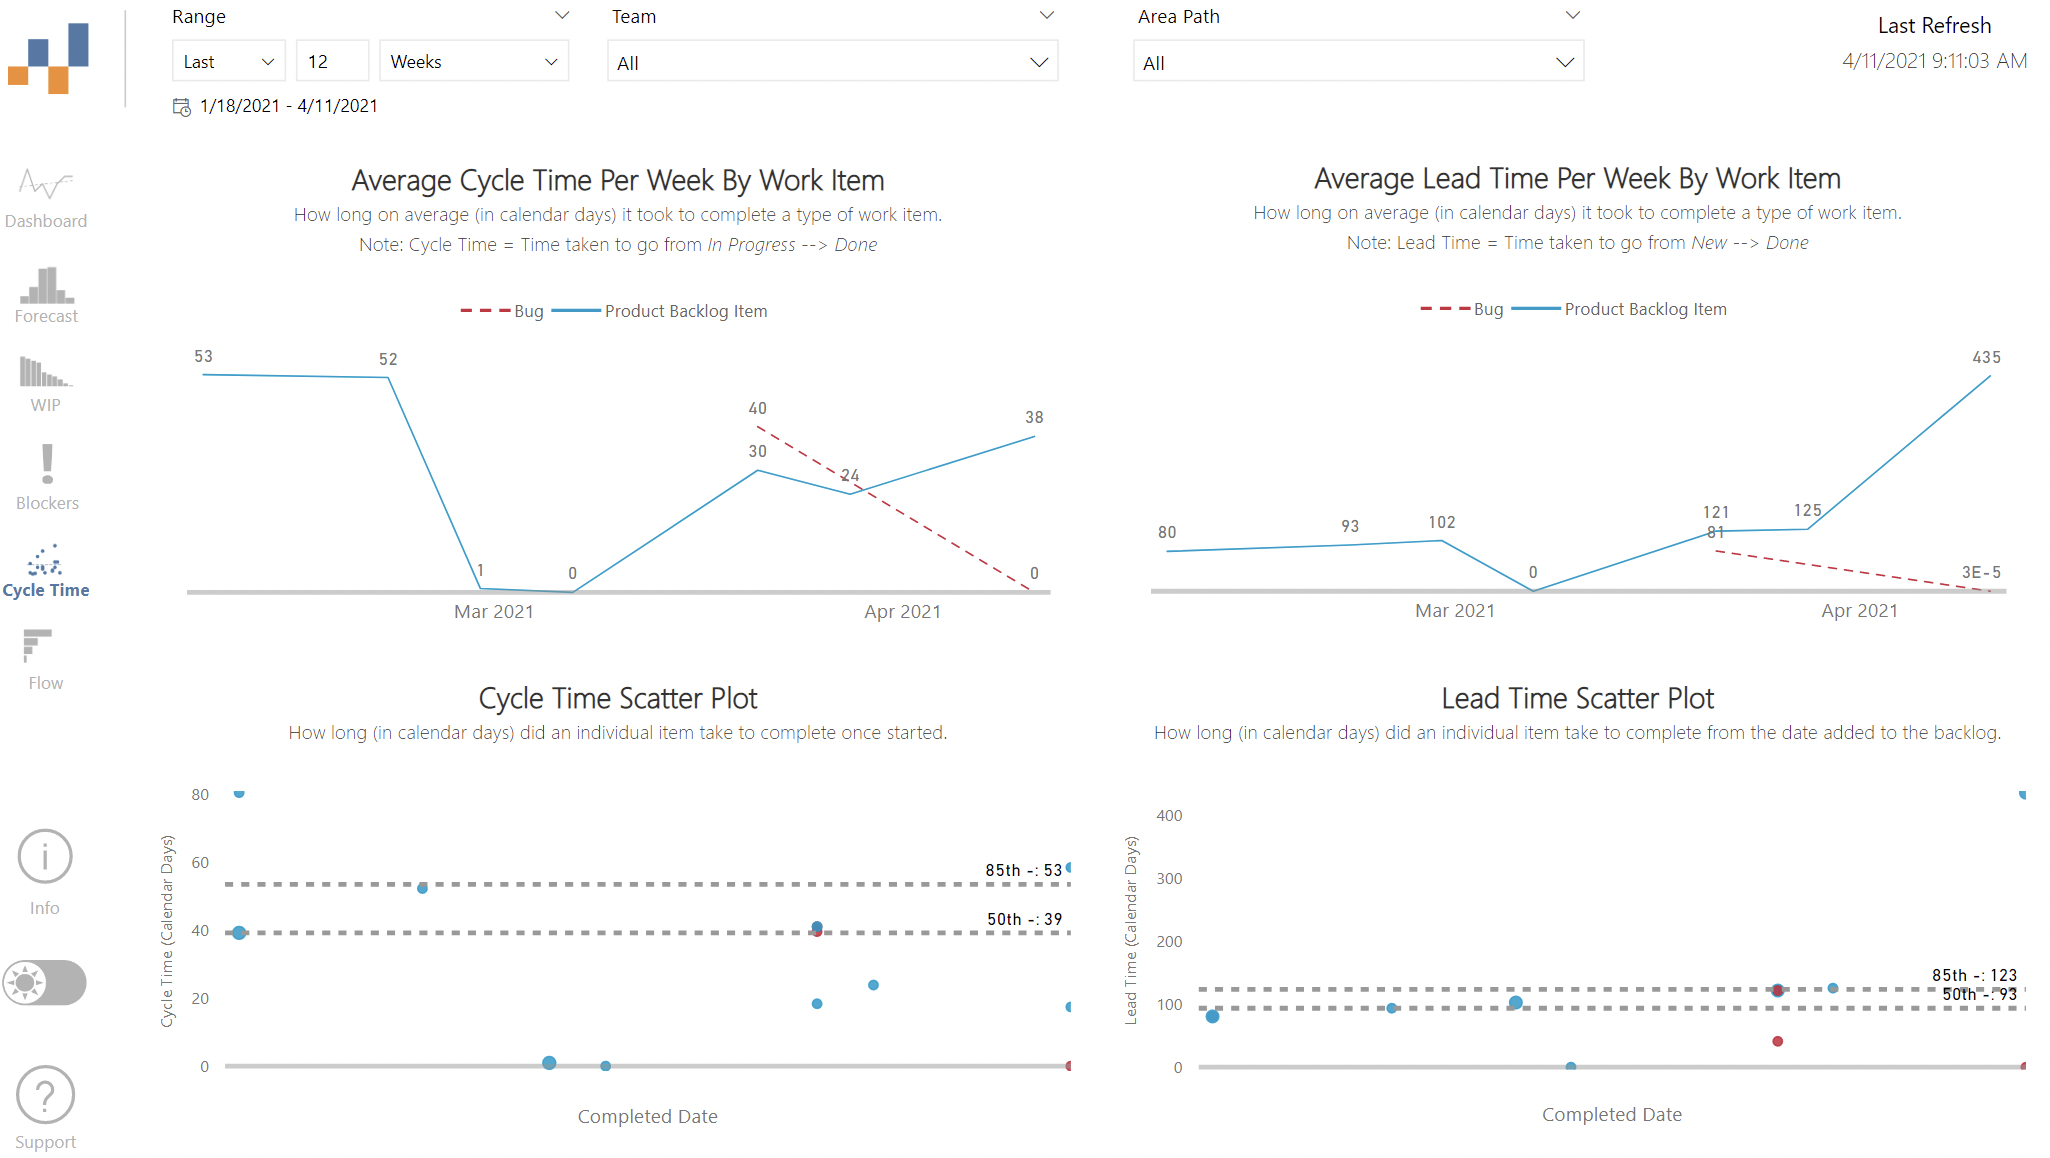 Range
Team
Area Path
Last Refresh
Last
12
Weeks
All
All
4/11/2021 9:11:03 AM
1/18/2021 - 4/11/2021
Dashboard
Forecast
WIP
Blockers
Cycle Time
Flow
Info
Support
Average Cycle Time Per Week By Work Item
How long on average (in calendar days) it took to complete a type of work item.
Note: Cycle Time = Time taken to go from In Progress --> Done
Bug Product Backlog Item
53
52
40
38
30
24
1
0
0
Mar 2021
Apr 2021
Average Lead Time Per Week By Work Item
How long on average (in calendar days) it took to complete a type of work item.
Note: Lead Time = Time taken to go from New --> Done
Bug Product Backlog Item
435
121
125
80
93
102
81
0
3E-5
Mar 2021
Apr 2021
Cycle Time Scatter Plot
How long (in calendar days) did an individual item take to complete once started.
Cycle Time (Calendar Days)
80
60
40
20
0
85th -: 53
50th -: 39
Completed Date
Lead Time Scatter Plot
How long (in calendar days) did an individual item take to complete from the date added to the backlog.
Lead Time (Calendar Days)
400
300
200
100
0
85th -: 123
50th -: 93
Completed Date